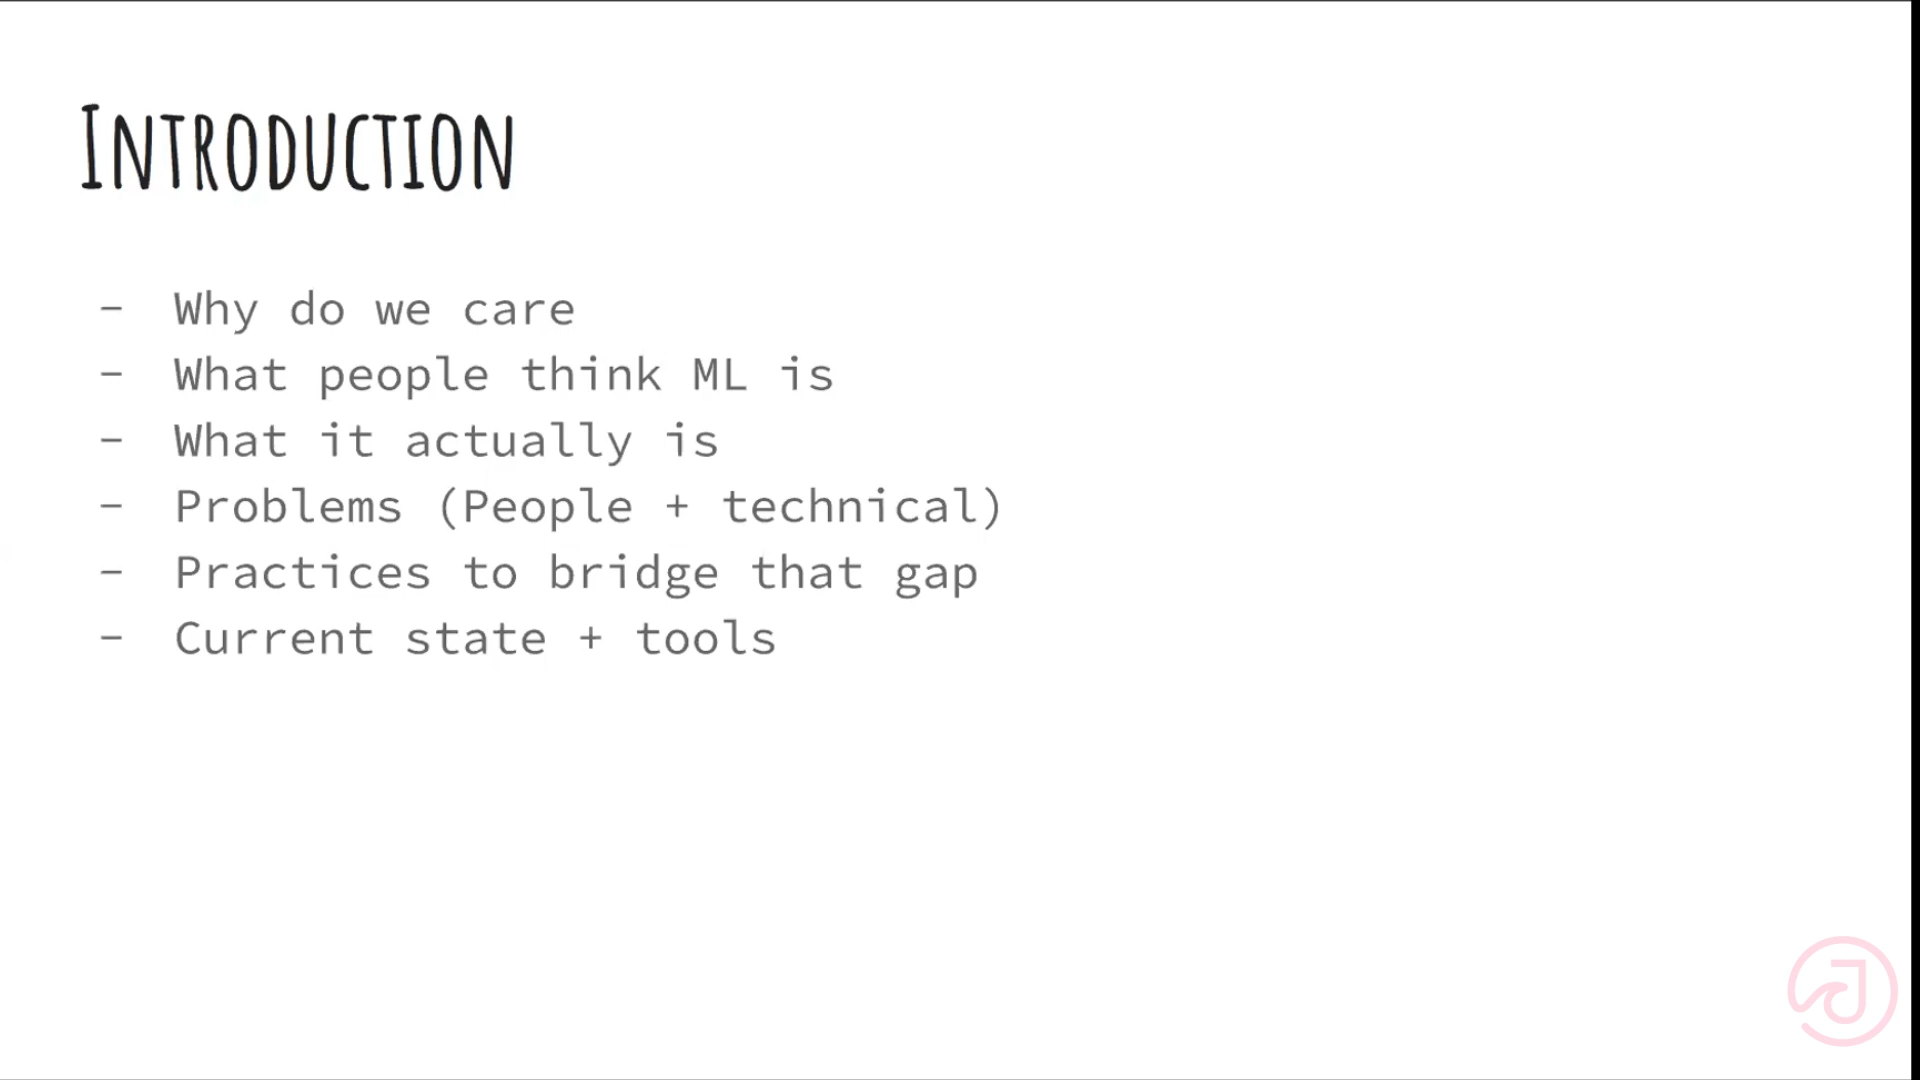 Introduction
- Why do we care
- What people think ML is
- What it actually is
- Problems (People + technical)
- Practices to bridge that gap
- Current state + tools